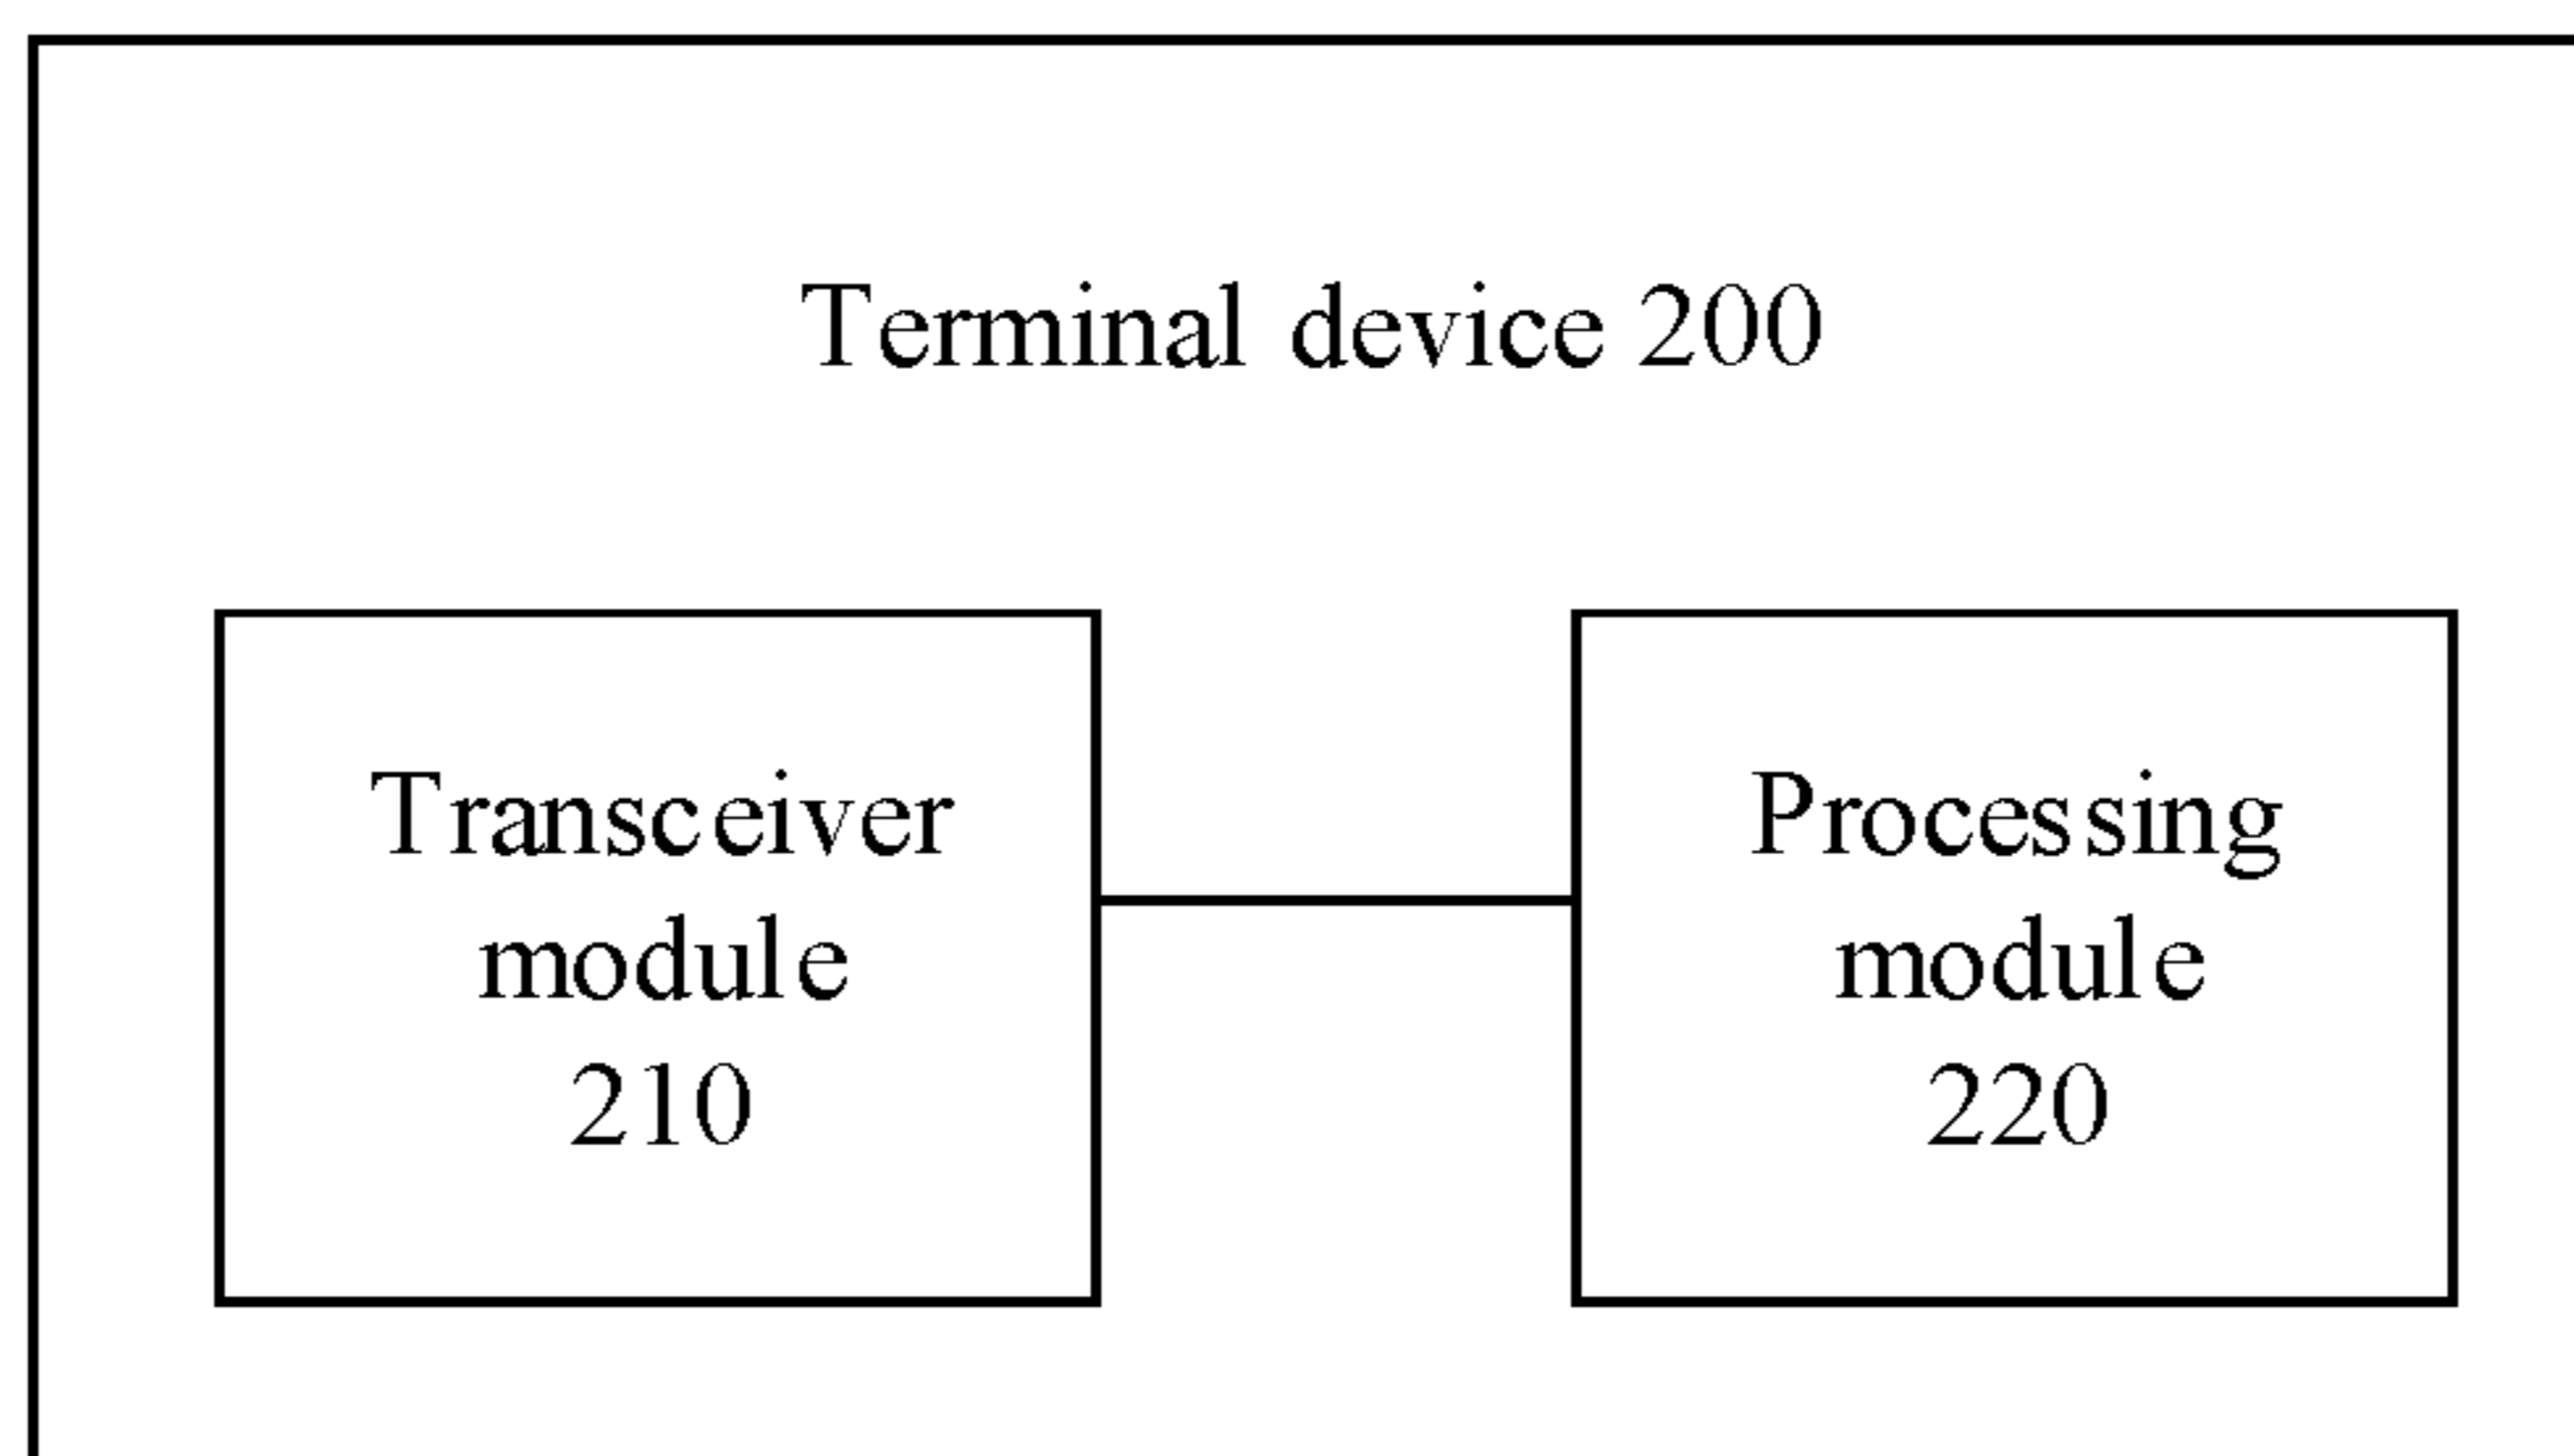 Terminal device 200
Transceiver
module
210
Processing
module
220